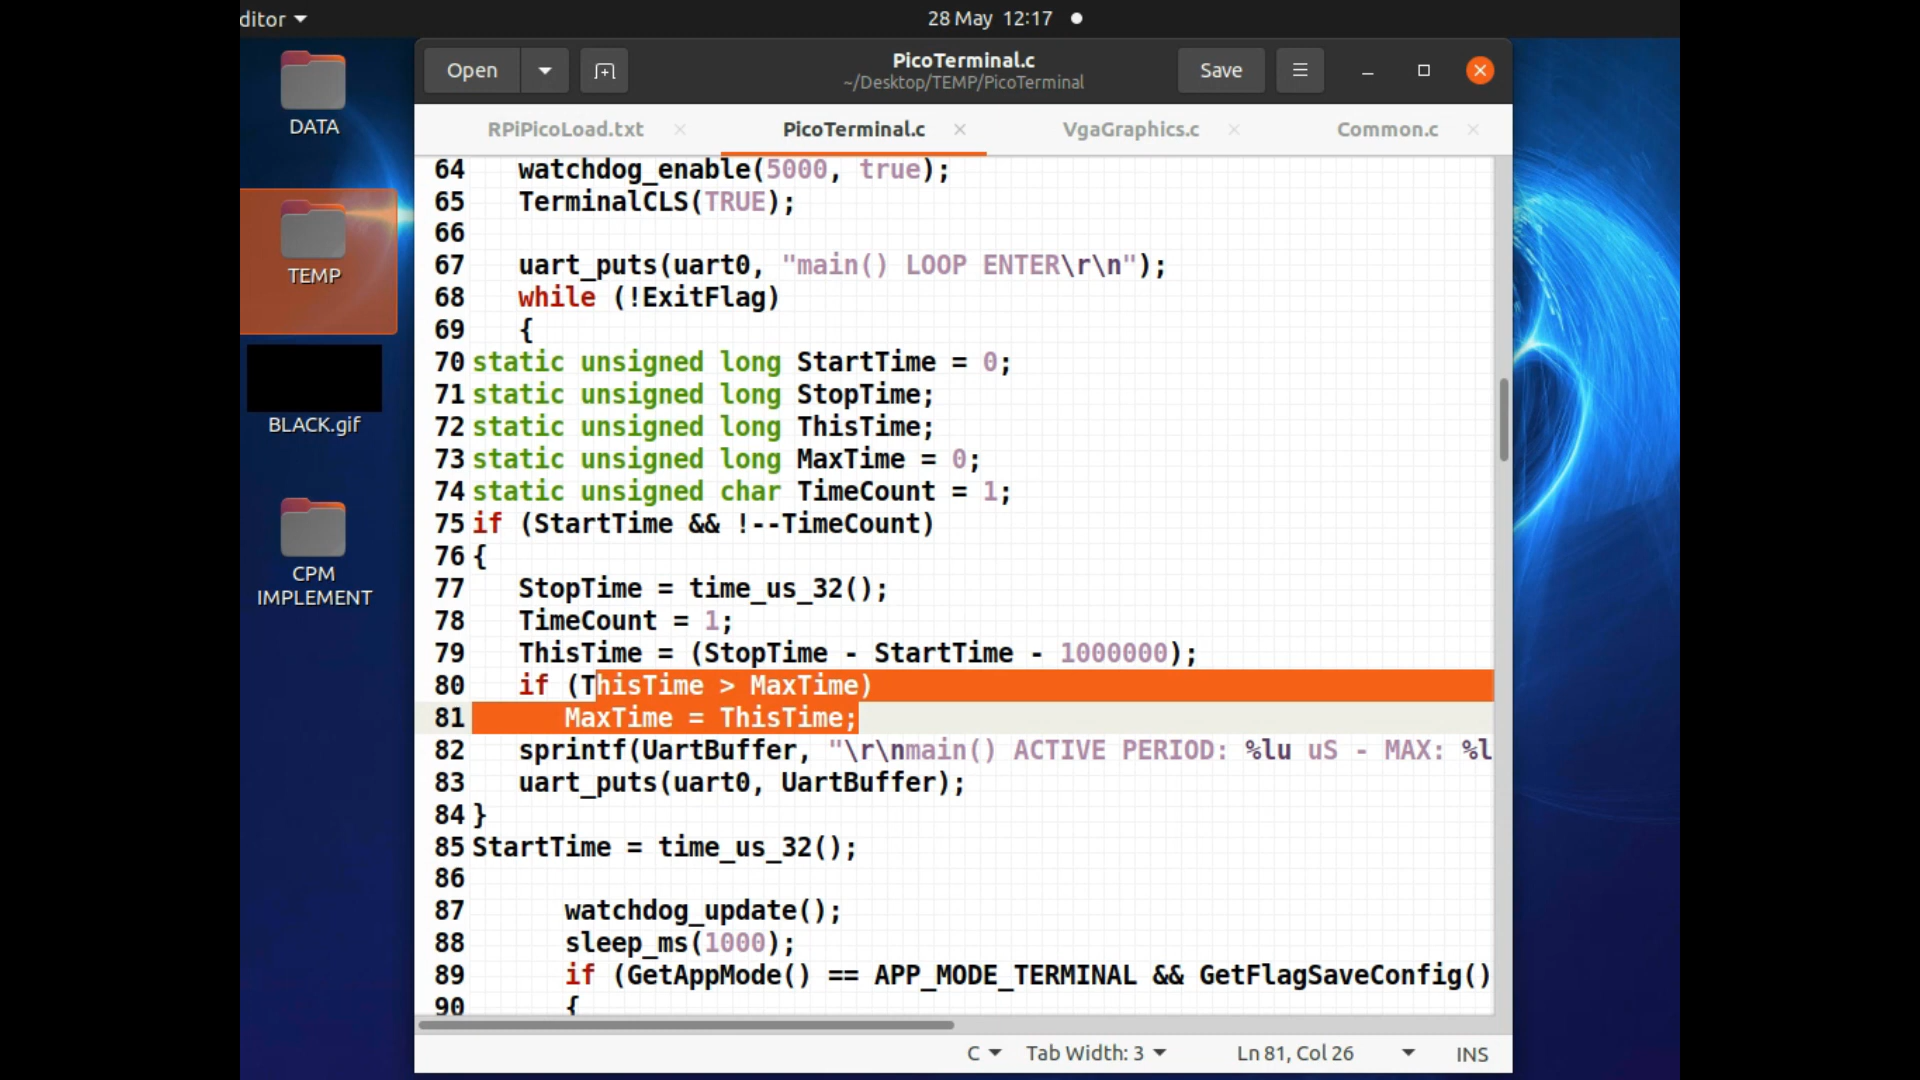 ditor
28 May 12:17
DATA
TEMP
BLACK.gif
CPM
IMPLEMENT
Open
PicoTerminal.c
~/Desktop/TEMP/PicoTerminal
Save
RPiPicoLoad.txt
PicoTerminal.c
VgaGraphics.c
Common.c
64 watchdog_enable(5000, true);
65 TerminalCLS(TRUE);
66
67 uart_puts(uart0, "main() LOOP ENTER\r\n");
68 while (!ExitFlag)
69 {
70 static unsigned long StartTime = 0;
71 static unsigned long StopTime;
72 static unsigned long ThisTime;
73 static unsigned long MaxTime = 0;
74 static unsigned char TimeCount = 1;
75 if (StartTime && !--TimeCount)
76 {
77 StopTime = time_us_32();
78 TimeCount = 1;
79 ThisTime = (StopTime - StartTime - 1000000);
80 if (ThisTime > MaxTime)
81 MaxTime = ThisTime;
82 sprintf(UartBuffer, "\r\nmain() ACTIVE PERIOD: %lu uS - MAX: %l
83 uart_puts(uart0, UartBuffer);
84 }
85 StartTime = time_us_32();
86
87 watchdog_update();
88 sleep_ms(1000);
89 if (GetAppMode() == APP_MODE_TERMINAL && GetFlagSaveConfig()
90 {
C
Tab Width: 3
Ln 81, Col 26
INS